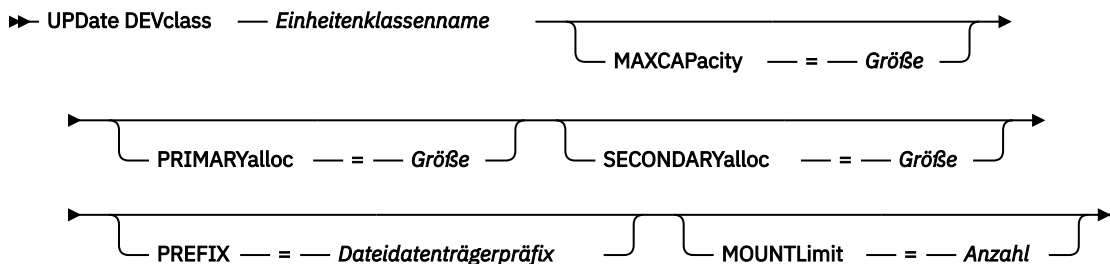 UPDate DEVclass Einheitenklassenname
MAXCAPacity = Größe
PRIMARYalloc = Größe SECONDARYalloc = Größe
PREFIX = Dateidatenträgerpräfix MOUNTLimit = Anzahl